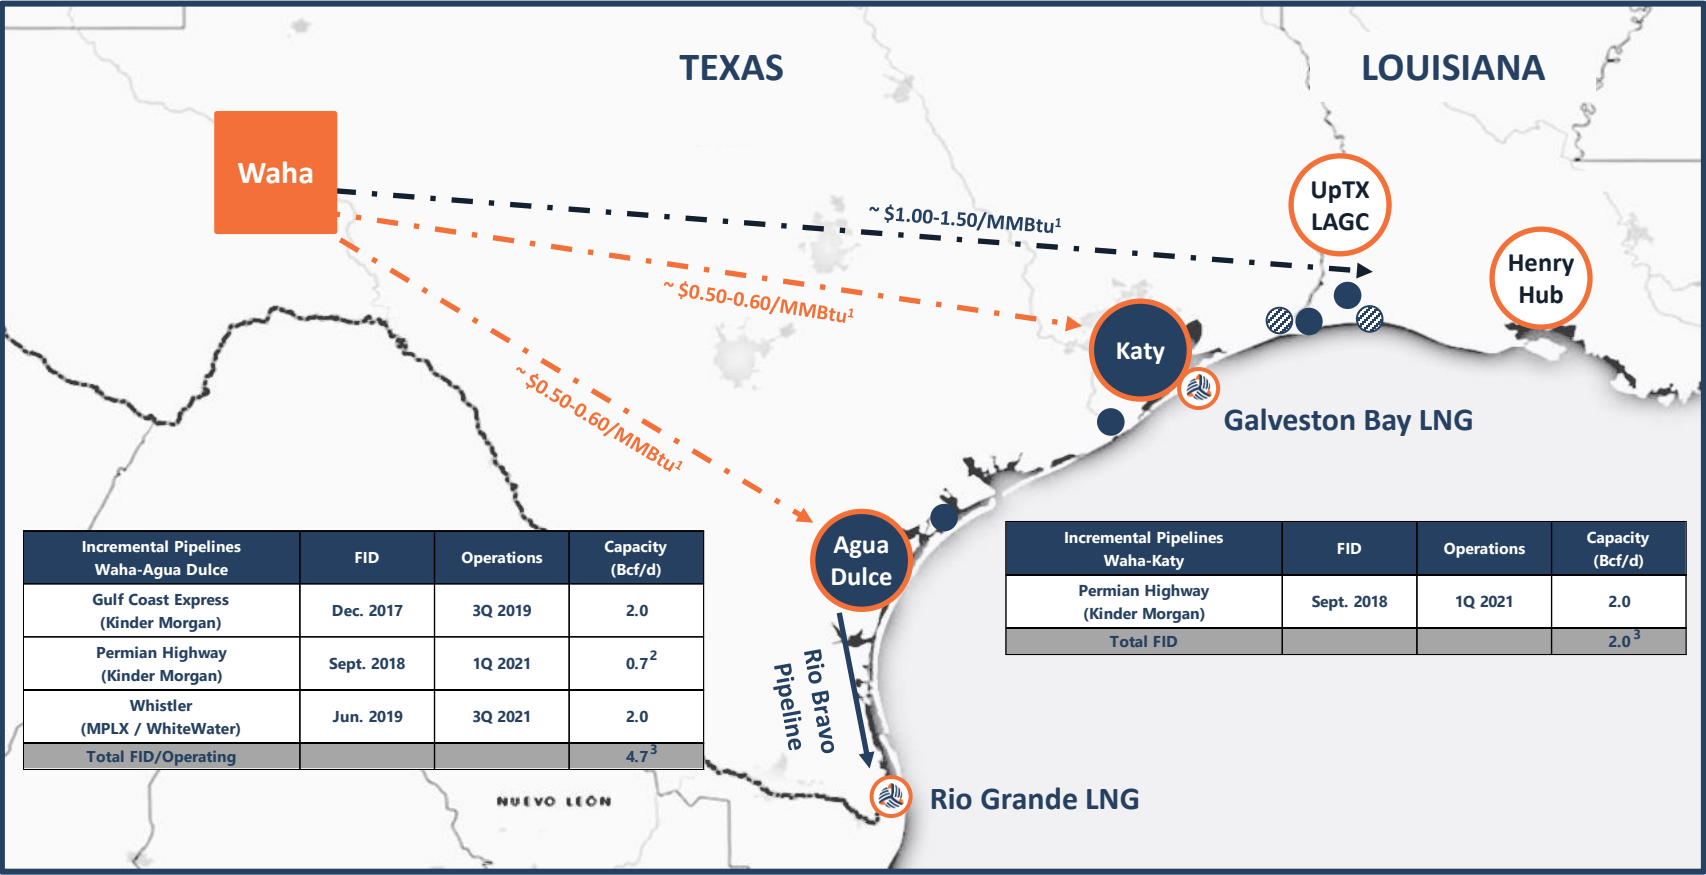 TEXAS
LOUISIANA
Waha
UpTX
LAGC
Henry
Hub
~ $1.00-1.50/MMBtu1
~ $0.50-0.60/MMBtu1
~ $0.50-0.60/MMBtu1
Katy
Galveston Bay LNG
Agua
Dulce
Rio Bravo
Pipeline
Rio Grande LNG
NUEVO LEÓN
Incremental Pipelines
Waha-Agua Dulce
FID
Operations
Capacity
(Bcf/d)
Gulf Coast Express
(Kinder Morgan)
Dec. 2017
3Q 2019
2.0
Permian Highway
(Kinder Morgan)
Sept. 2018
1Q 2021
0.72
Whistler
(MPLX / WhiteWater)
Jun. 2019
3Q 2021
2.0
Total FID/Operating
4.73
Incremental Pipelines
Waha-Katy
FID
Operations
Capacity
(Bcf/d)
Permian Highway
(Kinder Morgan)
Sept. 2018
1Q 2021
2.0
Total FID
2.03